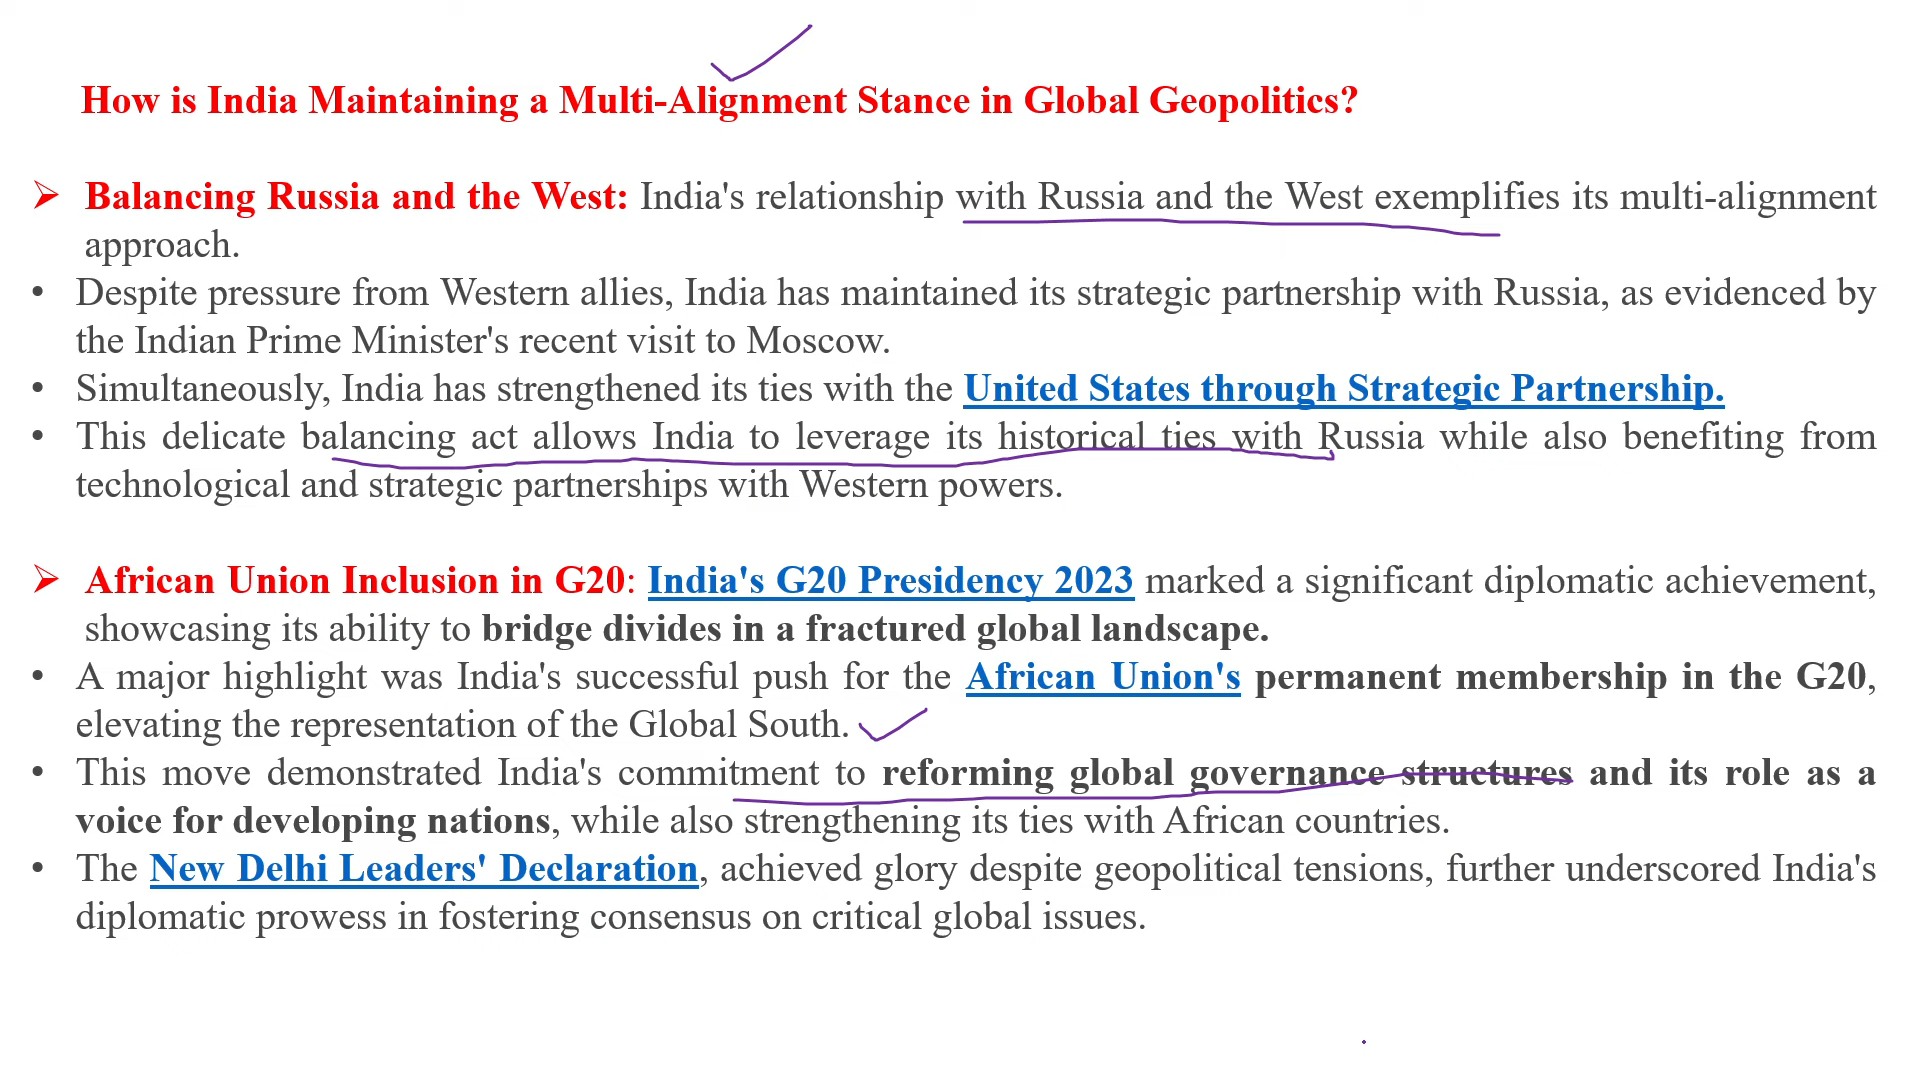 How is India Maintaining a Multi-Alignment Stance in Global Geopolitics?
➢ Balancing Russia and the West: India's relationship with Russia and the West exemplifies its multi-alignment
approach.
• Despite pressure from Western allies, India has maintained its strategic partnership with Russia, as evidenced by
the Indian Prime Minister's recent visit to Moscow.
• Simultaneously, India has strengthened its ties with the United States through Strategic Partnership.
• This delicate balancing act allows India to leverage its historical ties with Russia while also benefiting from
technological and strategic partnerships with Western powers.
➢ African Union Inclusion in G20: India's G20 Presidency 2023 marked a significant diplomatic achievement,
showcasing its ability to bridge divides in a fractured global landscape.
• A major highlight was India's successful push for the African Union's permanent membership in the G20,
elevating the representation of the Global South.
• This move demonstrated India's commitment to reforming global governance structures and its role as a
voice for developing nations, while also strengthening its ties with African countries.
• The New Delhi Leaders' Declaration, achieved glory despite geopolitical tensions, further underscored India's
diplomatic prowess in fostering consensus on critical global issues.